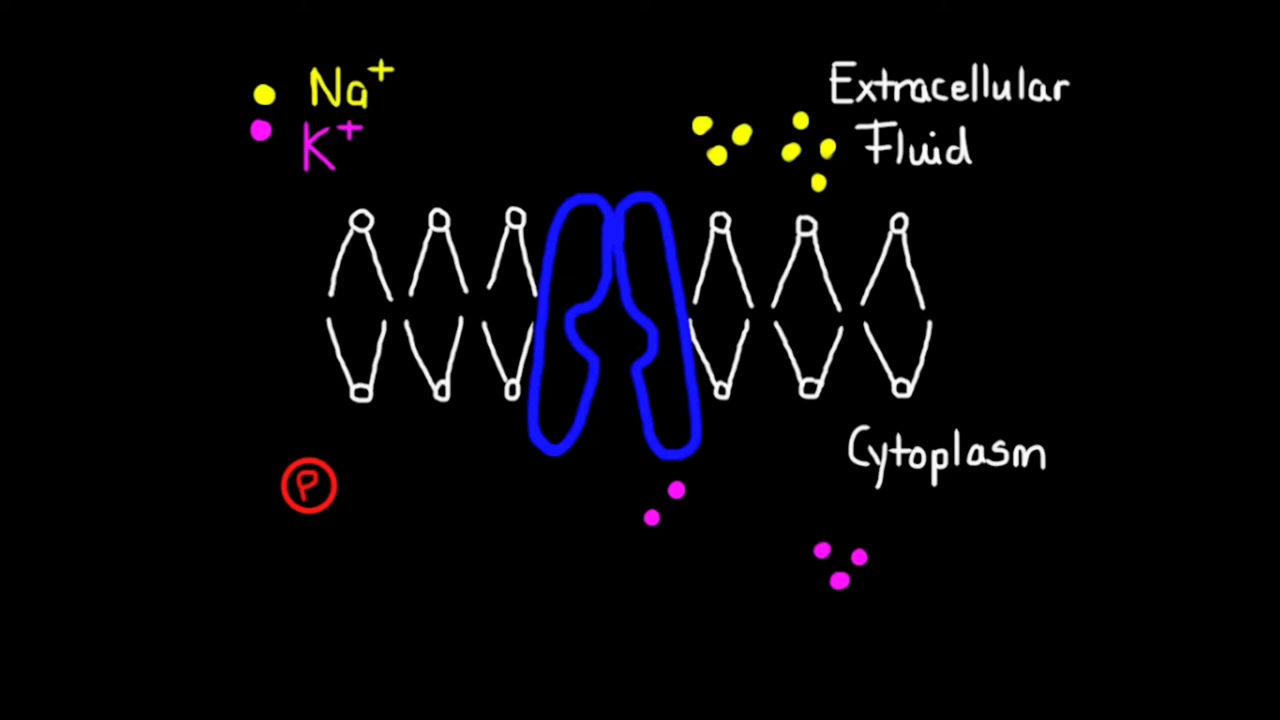 Na+
K+
Extracellular
Fluid
Cytoplasm
P